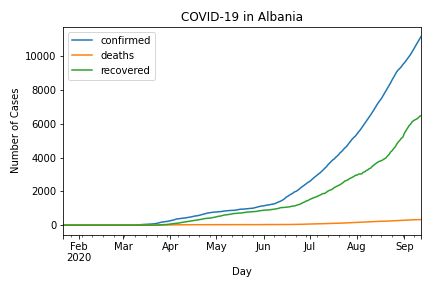 COVID-19 in Albania
confirmed
deaths
recovered
Number of Cases
10000
8000
6000
4000
2000
0
Feb Mar Apr May Jun Jul Aug Sep
2020
Day